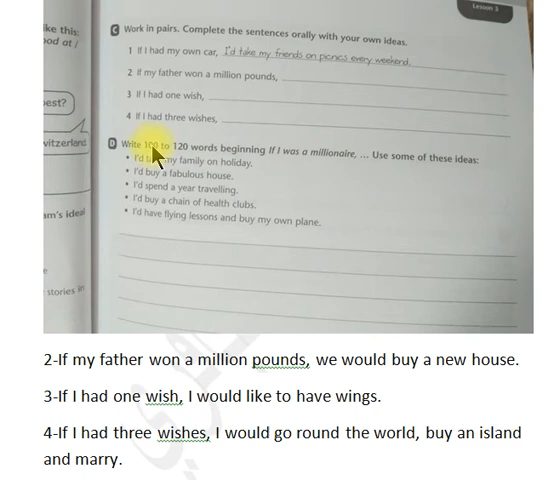 Lesson 3
ike this:
ood at /
est?
vitzerland
am's ideal
e
stories in
C Work in pairs. Complete the sentences orally with your own ideas.
1 If I had my own car, I'd take my friends on picnics every weekend.
2 If my father won a million pounds,
3 If I had one wish,
4 If I had three wishes,
D Write 100 to 120 words beginning If I was a millionaire, ... Use some of these ideas:
• I'd my family on holiday.
• I'd buy a fabulous house.
• I'd spend a year travelling.
• I'd buy a chain of health clubs.
• I'd have flying lessons and buy my own plane.
2-If my father won a million pounds, we would buy a new house.
3-If I had one wish, I would like to have wings.
4-If I had three wishes, I would go round the world, buy an island
and marry.